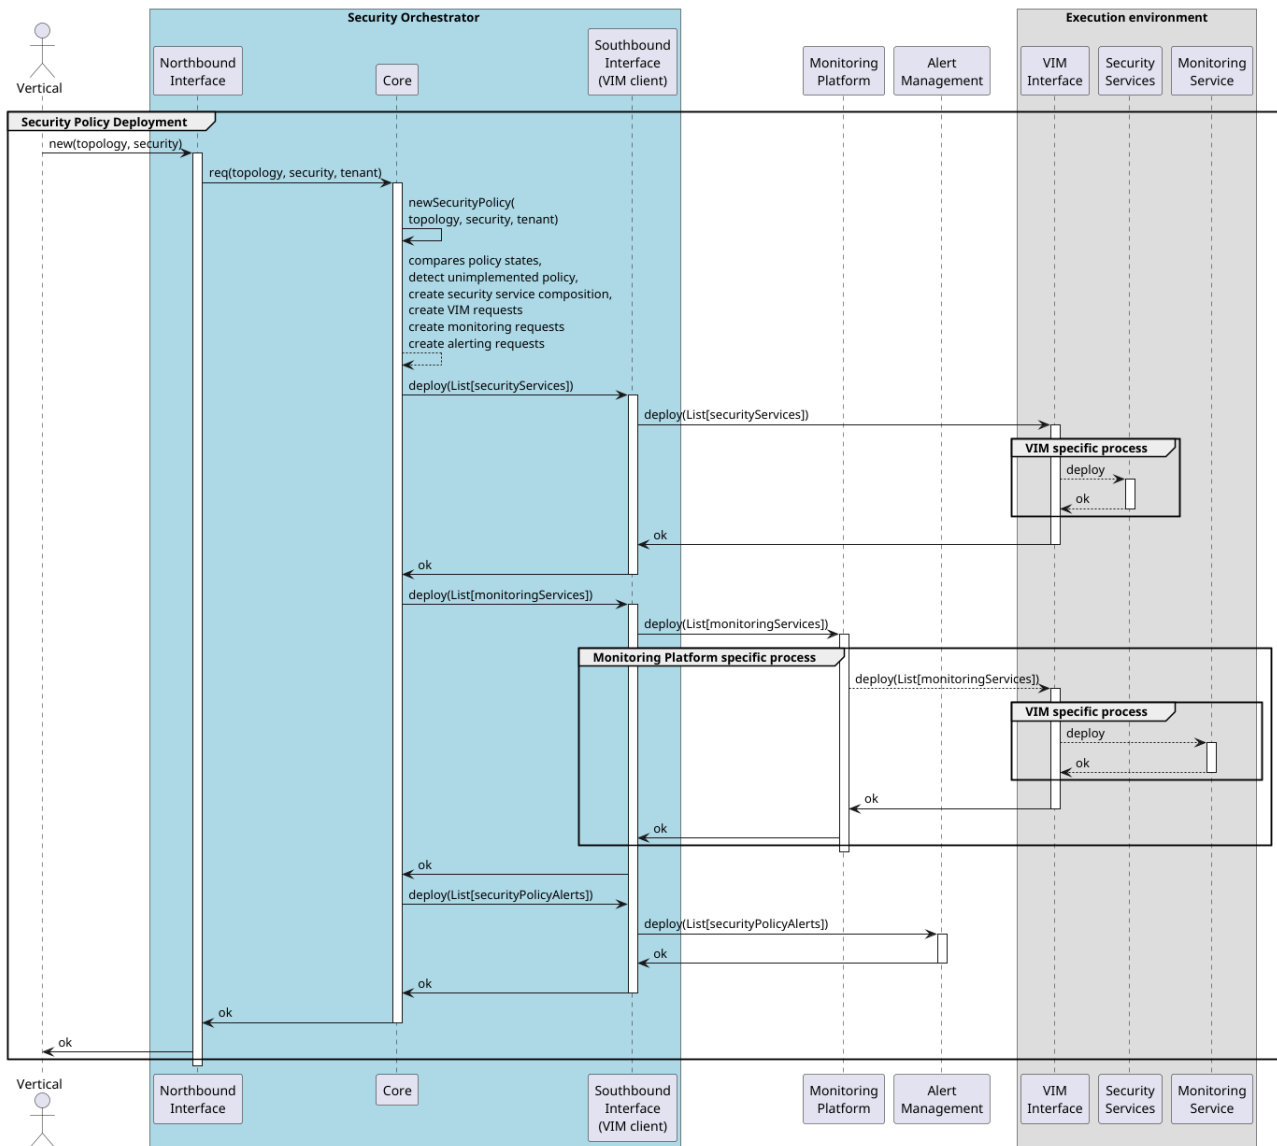 Security Orchestrator
Execution environment
Vertical
Northbound
Interface
Core
Southbound
Interface
(VIM client)
Monitoring
Platform
Alert
Management
VIM
Interface
Security
Services
Monitoring
Service
Security Policy Deployment
new(topology, security)
req(topology, security, tenant)
newSecurityPolicy(
topology, security, tenant)
compares policy states,
detect unimplemented policy,
create security service composition,
create VIM requests
create monitoring requests
create alerting requests
deploy(List[securityServices])
deploy(List[securityServices])
VIM specific process
deploy
ok
ok
ok
deploy(List[monitoringServices])
deploy(List[monitoringServices])
Monitoring Platform specific process
deploy(List[monitoringServices])
VIM specific process
deploy
ok
ok
ok
ok
deploy(List[securityPolicyAlerts])
deploy(List[securityPolicyAlerts])
ok
ok
ok
ok
Vertical
Northbound
Interface
Core
Southbound
Interface
(VIM client)
Monitoring
Platform
Alert
Management
VIM
Interface
Security
Services
Monitoring
Service